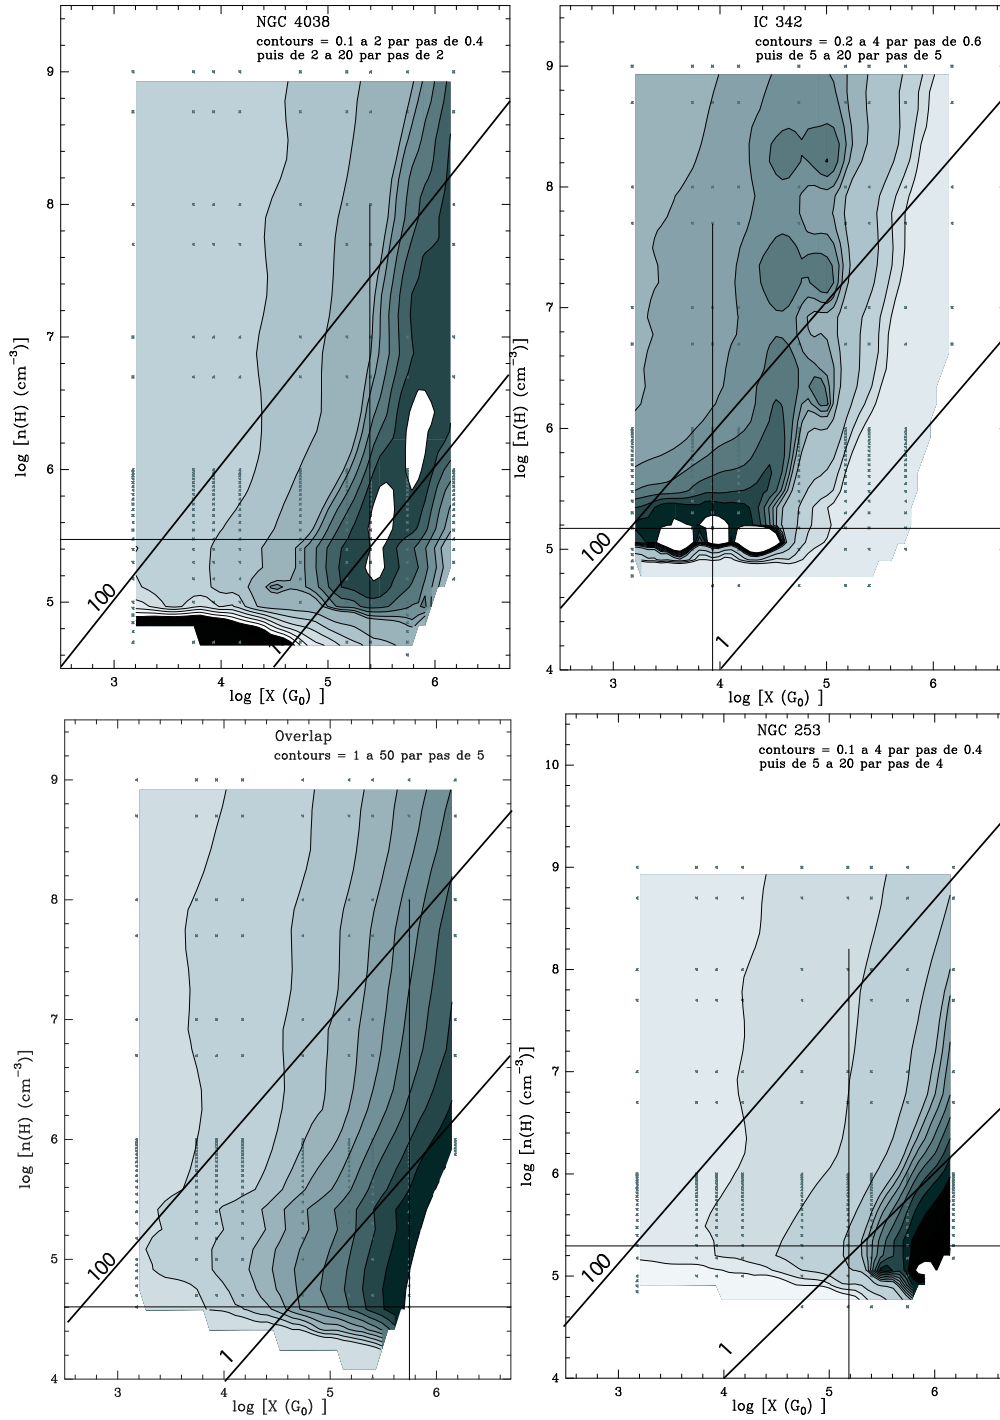 NGC 4038
contours = 0.1 a 2 par pas de 0.4
puis de 2 a 20 par pas de 2
9
8
7
6
5
log [n(H) (cm⁻³)]
100
1
3
4
5
6
log [X (G₀) ]
IC 342
contours = 0.2 a 4 par pas de 0.6
puis de 5 a 20 par pas de 5
9
8
7
6
5
4
log [n(H) (cm⁻³)]
100
1
3
4
5
6
log [X (G₀) ]
Overlap
contours = 1 a 50 par pas de 5
9
8
7
6
5
4
log [n(H) (cm⁻³)]
100
1
3
4
5
6
log [X (G₀) ]
NGC 253
contours = 0.1 a 4 par pas de 0.4
puis de 5 a 20 par pas de 4
10
9
8
7
6
5
4
log [n(H) (cm⁻³)]
100
1
3
4
5
6
log [X (G₀) ]